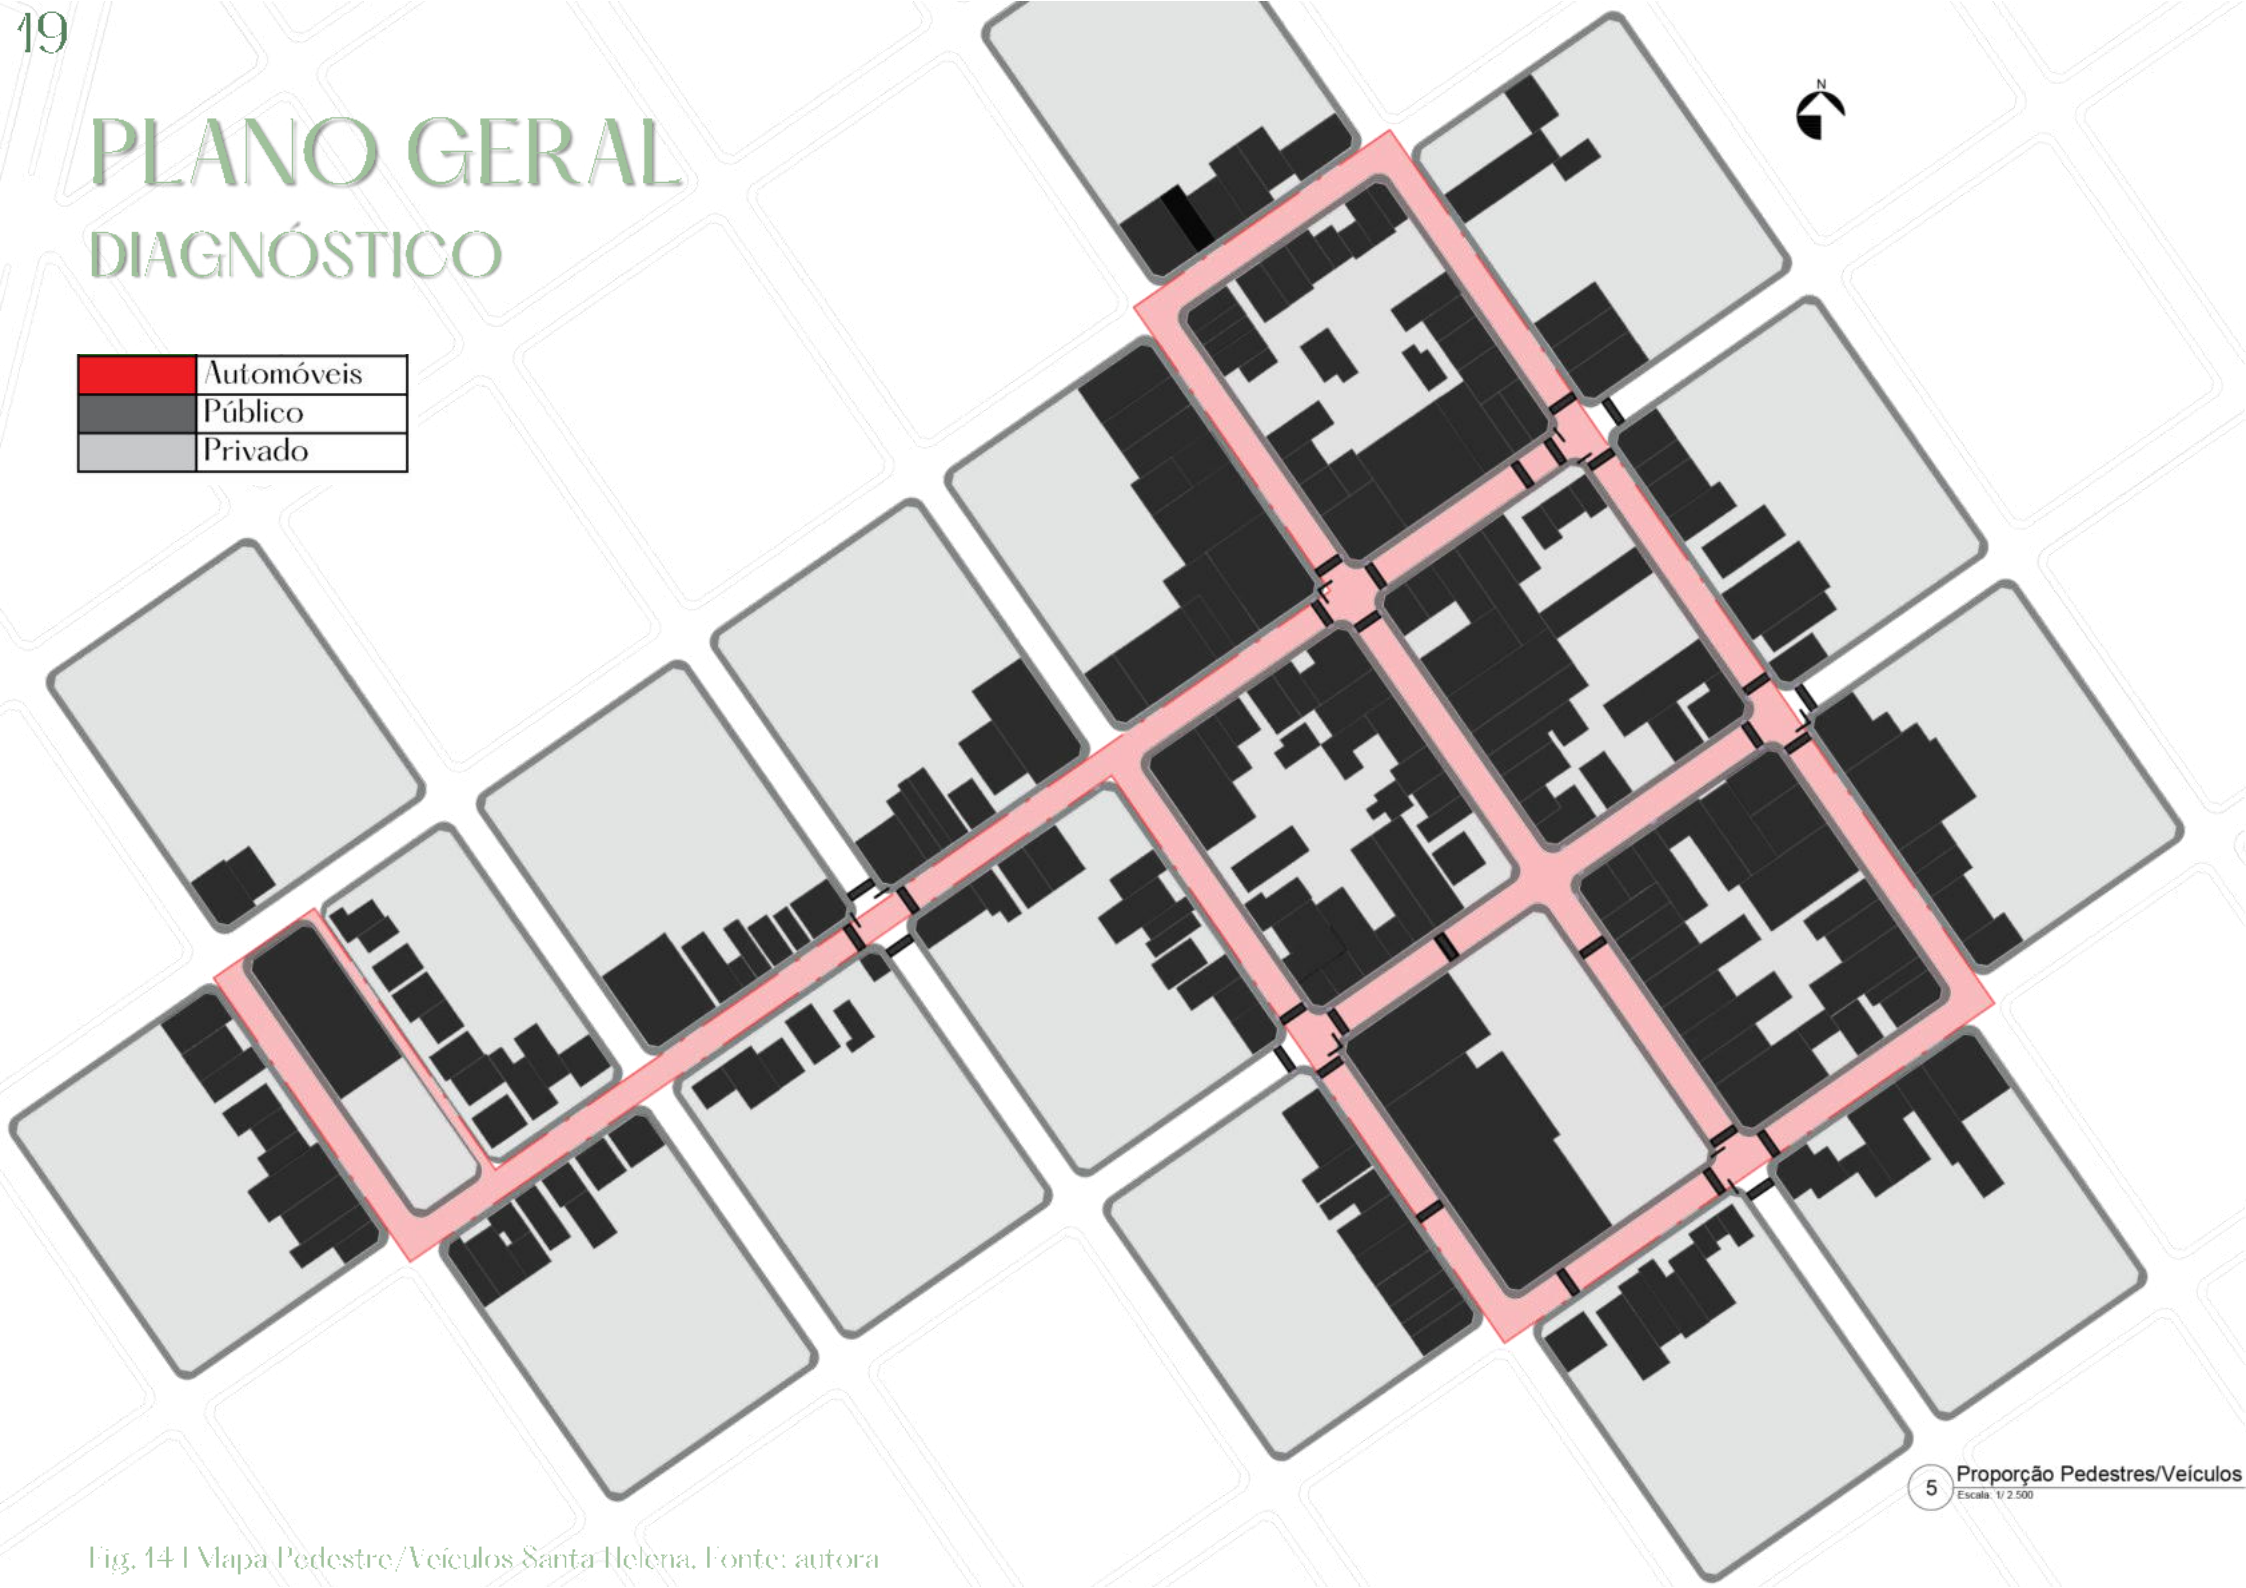 19
PLANO GERAL
DIAGNÓSTICO
Automóveis
Público
Privado
N
5
Proporção Pedestres/Veículos
Escala: 1/ 2.500
Fig. 14 | Mapa Pedestre/Veículos Santa Helena. Fonte: autora